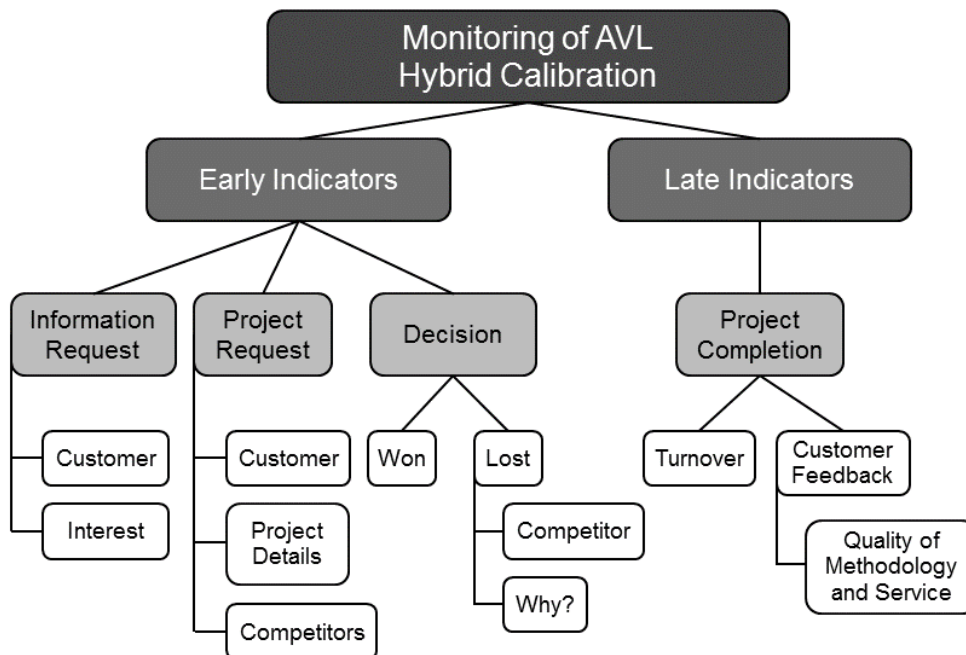 Monitoring of AVL
Hybrid Calibration
Early Indicators
Late Indicators
Information
Request
Project
Request
Decision
Project
Completion
Customer
Interest
Customer
Project
Details
Competitors
Won
Lost
Competitor
Why?
Turnover
Customer
Feedback
Quality of
Methodology
and Service